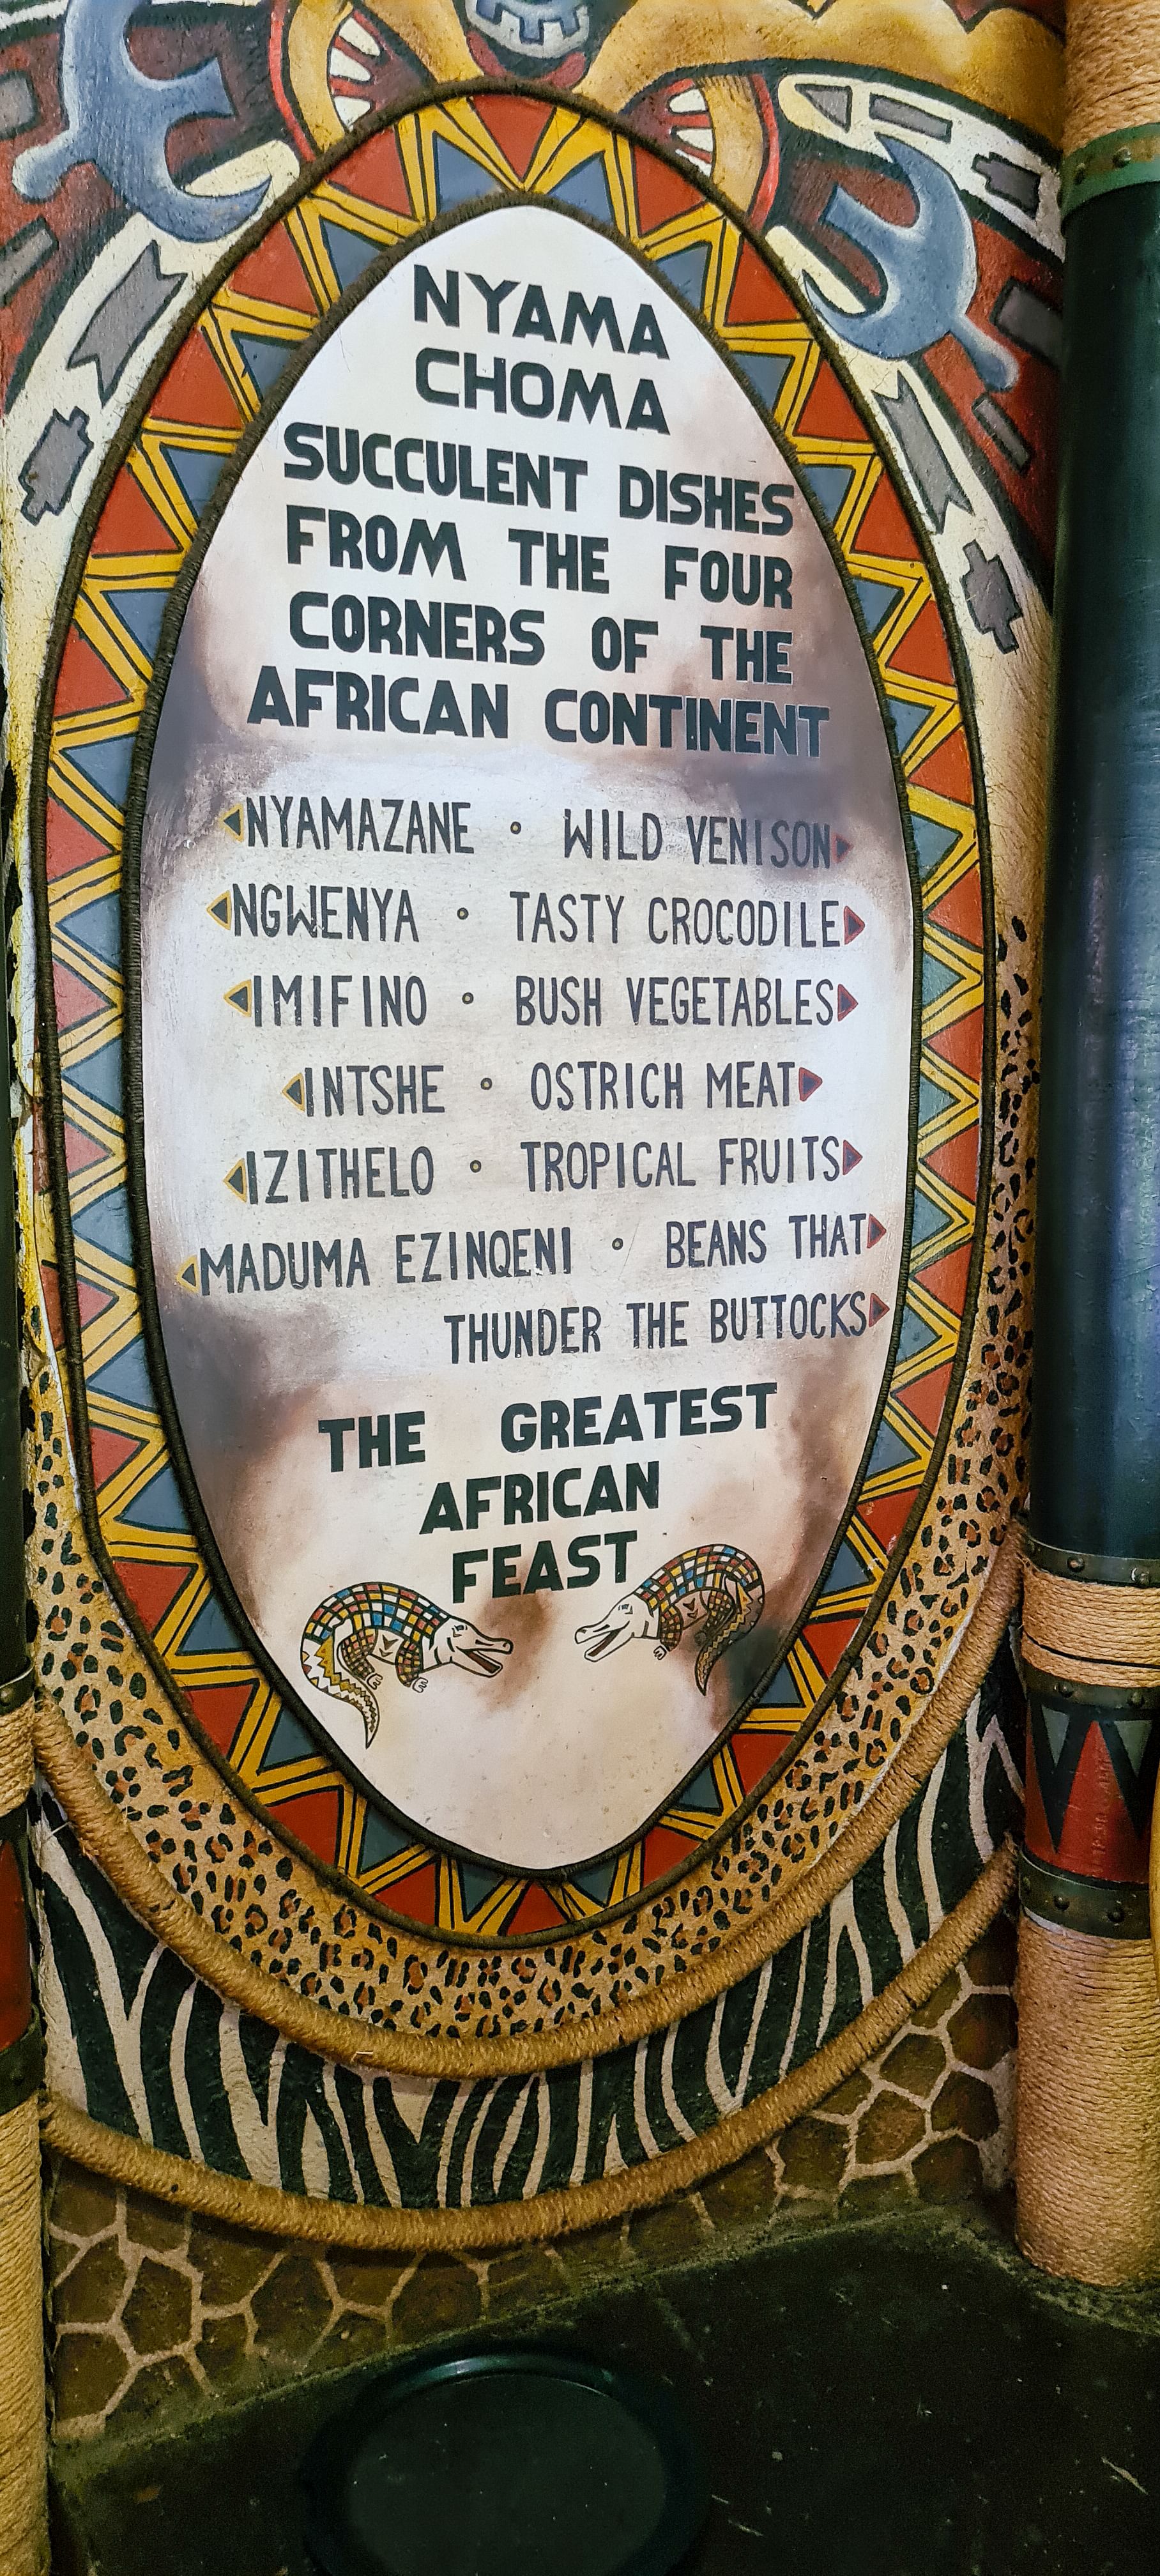 NYAMA
CHOMA
SUCCULENT DISHES
FROM THE FOUR
CORNERS OF THE
AFRICAN CONTINENT
NYAMAZANE • WILD VENISON
NGWENYA • TASTY CROCODILE
IMIFINO • BUSH VEGETABLES
INTSHE • OSTRICH MEAT
IZITHELO • TROPICAL FRUITS
MADUMA EZINQENI • BEANS THAT
THUNDER THE BUTTOCKS
THE GREATEST
AFRICAN
FEAST